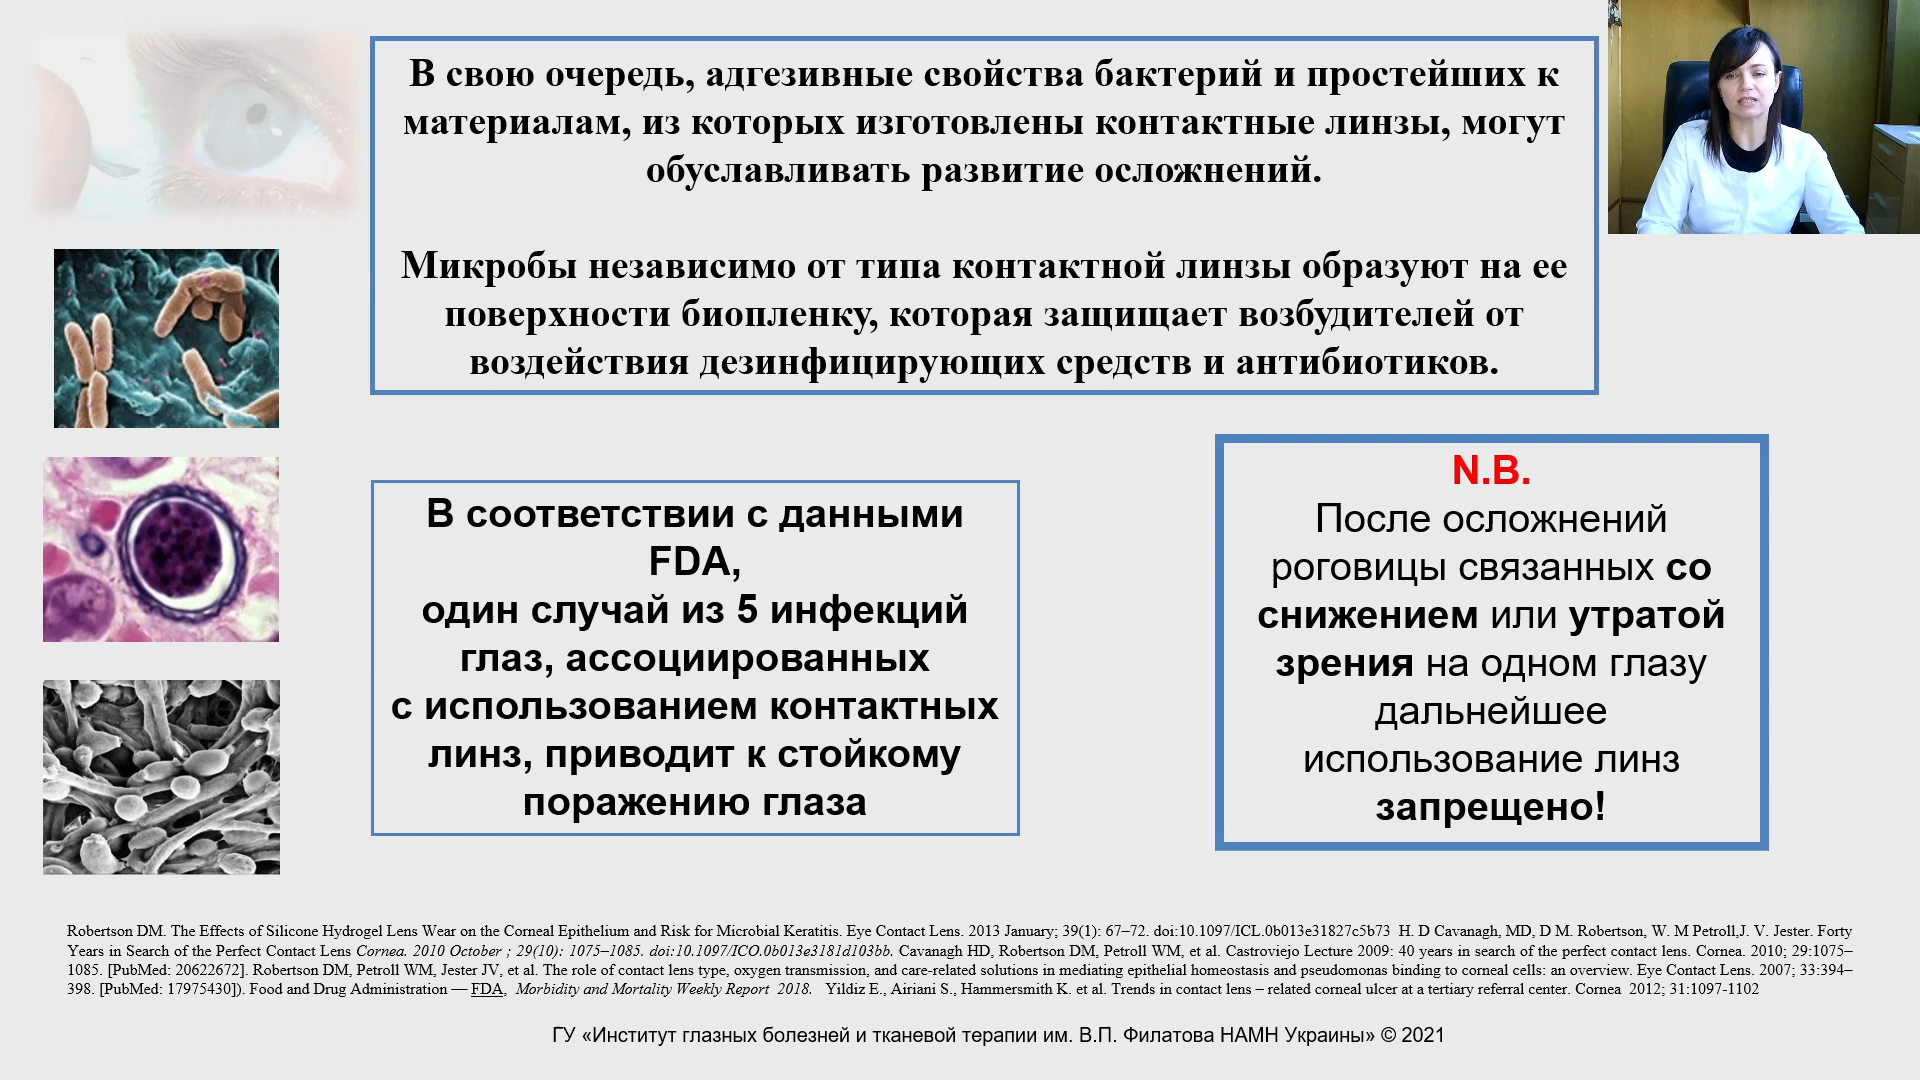 В свою очередь, адгезивные свойства бактерий и простейших к
материалам, из которых изготовлены контактные линзы, могут
обуславливать развитие осложнений.
Микробы независимо от типа контактной линзы образуют на ее
поверхности биопленку, которая защищает возбудителей от
воздействия дезинфицирующих средств и антибиотиков.
В соответствии с данными
FDA,
один случай из 5 инфекций
глаз, ассоциированных
с использованием контактных
линз, приводит к стойкому
поражению глаза
N.B.
После осложнений
роговицы связанных со
снижением или утратой
зрения на одном глазу
дальнейшее
использование линз
запрещено!
Robertson DM. The Effects of Silicone Hydrogel Lens Wear on the Corneal Epithelium and Risk for Microbial Keratitis. Eye Contact Lens. 2013 January; 39(1): 67–72. doi:10.1097/ICL.0b013e31827c5b73 H. D Cavanagh, MD, D M. Robertson, W. M Petroll,J. V. Jester. Forty
Years in Search of the Perfect Contact Lens Cornea. 2010 October ; 29(10): 1075–1085. doi:10.1097/ICO.0b013e3181d103bb. Cavanagh HD, Robertson DM, Petroll WM, et al. Castroviejo Lecture 2009: 40 years in search of the perfect contact lens. Cornea. 2010; 29:1075–
1085. [PubMed: 20622672]. Robertson DM, Petroll WM, Jester JV, et al. The role of contact lens type, oxygen transmission, and care-related solutions in mediating epithelial homeostasis and pseudomonas binding to corneal cells: an overview. Eye Contact Lens. 2007; 33:394–
398. [PubMed: 17975430]). Food and Drug Administration — FDA, Morbidity and Mortality Weekly Report 2018. Yildiz E., Airiani S., Hammersmith K. et al. Trends in contact lens – related corneal ulcer at a tertiary referral center. Cornea 2012; 31:1097-1102
ГУ «Институт глазных болезней и тканевой терапии им. В.П. Филатова НАМН Украины» © 2021